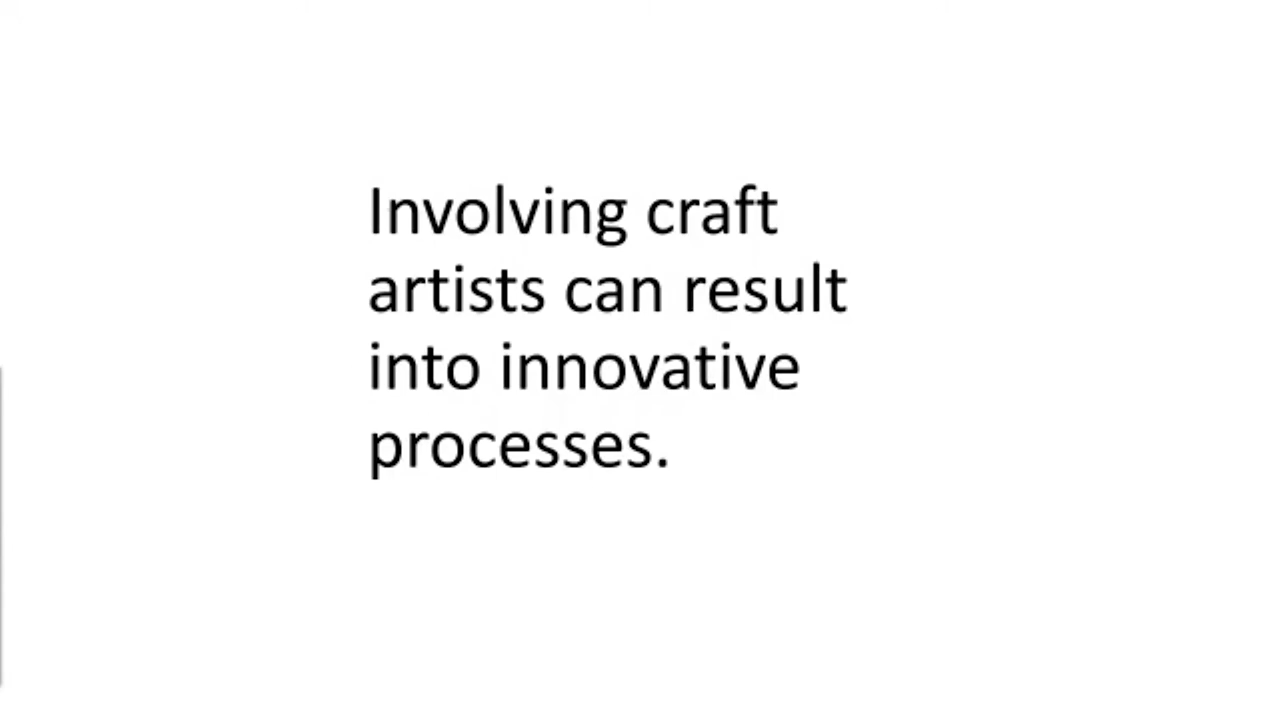 Involving craft
artists can result
into innovative
processes.